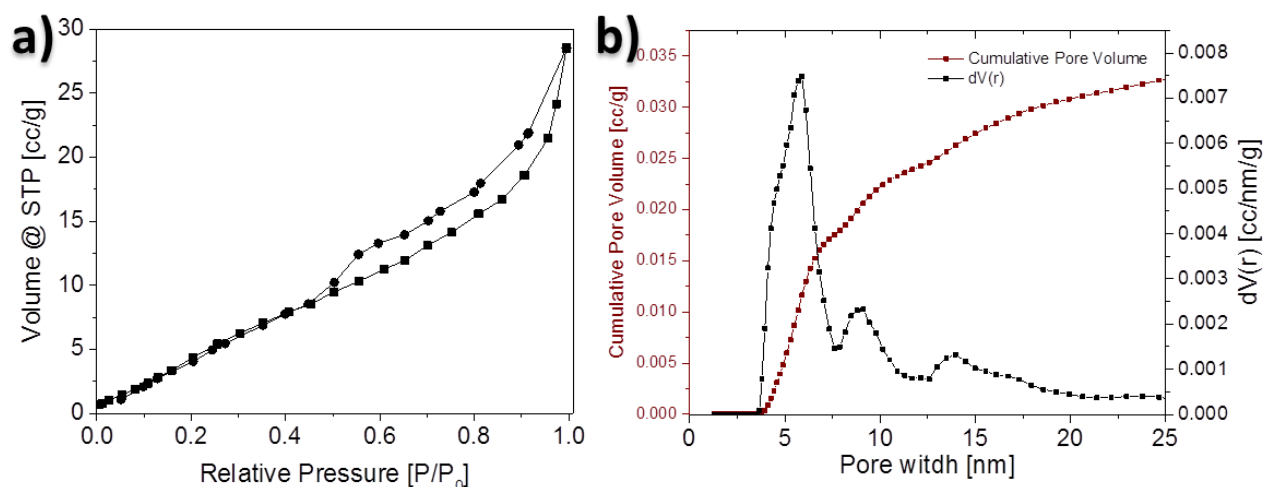 a)
Volume @ STP [cc/g]
30
25
20
15
10
5
0
0.0 0.2 0.4 0.6 0.8 1.0
Relative Pressure [P/P0]
b)
Cumulative Pore Volume [cc/g]
0.035
0.030
0.025
0.020
0.015
0.010
0.005
0.000
Cumulative Pore Volume
dV(r)
0 5 10 15 20 25
Pore witdh [nm]
0.008
0.007
0.006
0.005
0.004
0.003
0.002
0.001
0.000
dV(r) [cc/nm/g]